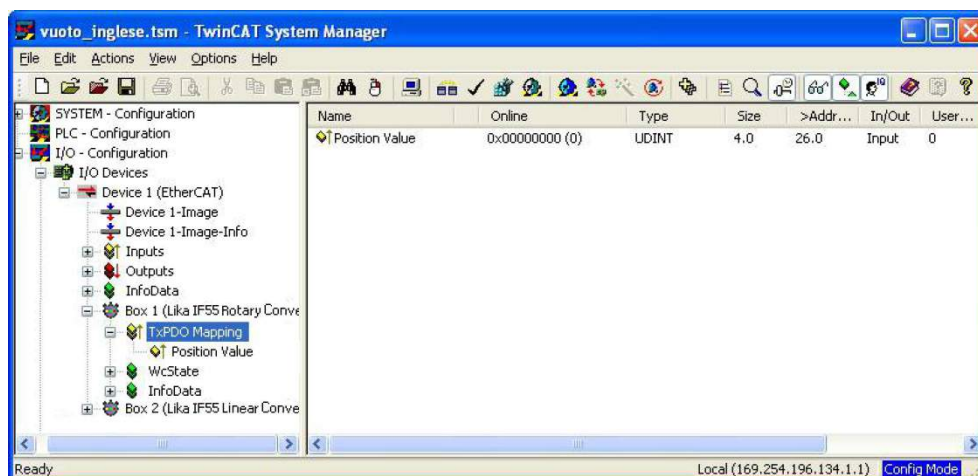 vuoto_inglese.tsm - TwinCAT System Manager
File Edit Actions View Options Help
SYSTEM - Configuration
PLC - Configuration
I/O - Configuration
I/O Devices
Device 1 (EtherCAT)
Device 1-Image
Device 1-Image-Info
Inputs
Outputs
InfoData
Box 1 (Lika IF55 Rotary Conve
TxPDO Mapping
Position Value
WcState
InfoData
Box 2 (Lika IF55 Linear Conve
Name Online Type Size >Addr... In/Out User...
Position Value 0x00000000 (0) UDINT 4.0 26.0 Input 0
Ready Local (169.254.196.134.1.1) Config Mode